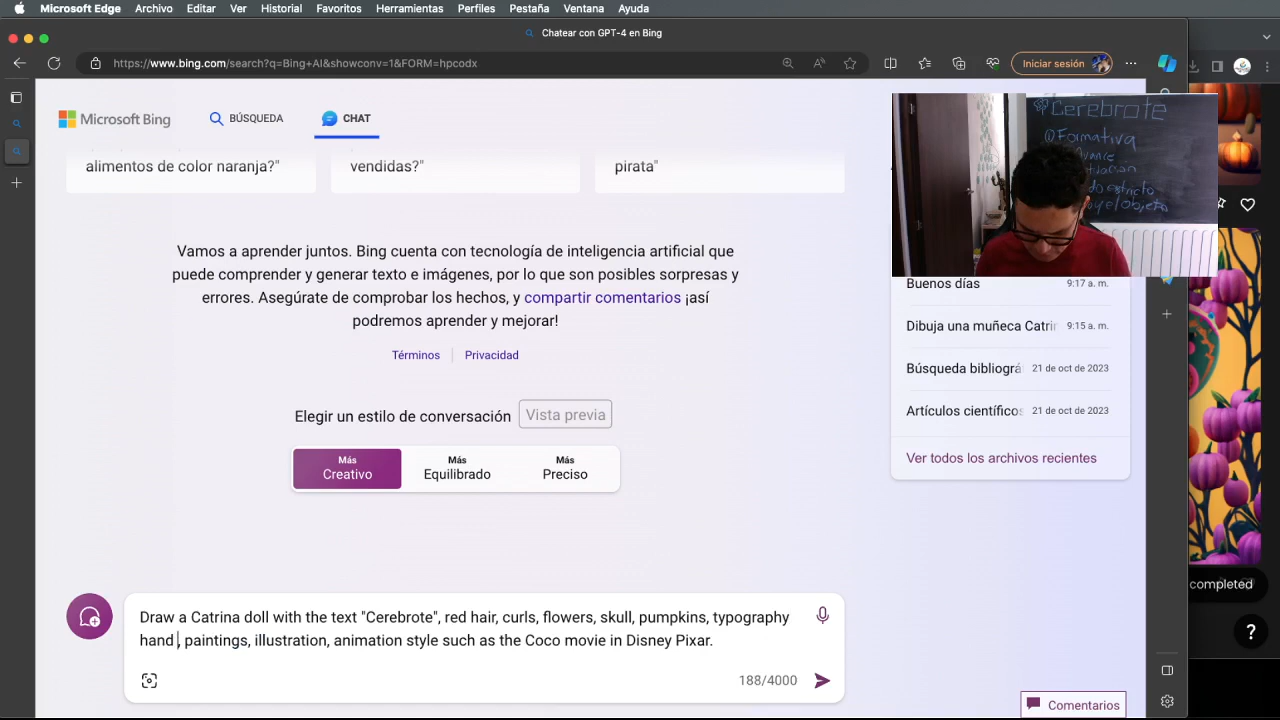 Microsoft Edge Archivo Editar Ver Historial Favoritos Herramientas Perfiles Pestaña Ventana Ayuda
Chatear con GPT-4 en Bing
https://www.bing.com/search?q=Bing+AI&showconv=1&FORM=hpcodx
Iniciar sesión
Microsoft Bing
BÚSQUEDA
CHAT
Cerebrote
Formativa
alimentos de color naranja?"
vendidas?"
pirata"
Vamos a aprender juntos. Bing cuenta con tecnología de inteligencia artificial que
puede comprender y generar texto e imágenes, por lo que son posibles sorpresas y
errores. Asegúrate de comprobar los hechos, y compartir comentarios ¡así
podremos aprender y mejorar!
Términos
Privacidad
Elegir un estilo de conversación Vista previa
Más Creativo
Más Equilibrado
Más Preciso
Buenos días 9:17 a. m.
Dibuja una muñeca Catrin 9:15 a. m.
Búsqueda bibliográ 21 de oct de 2023
Artículos científicos 21 de oct de 2023
Ver todos los archivos recientes
Draw a Catrina doll with the text "Cerebrote", red hair, curls, flowers, skull, pumpkins, typography
hand , paintings, illustration, animation style such as the Coco movie in Disney Pixar.
188/4000
completed
?
Comentarios